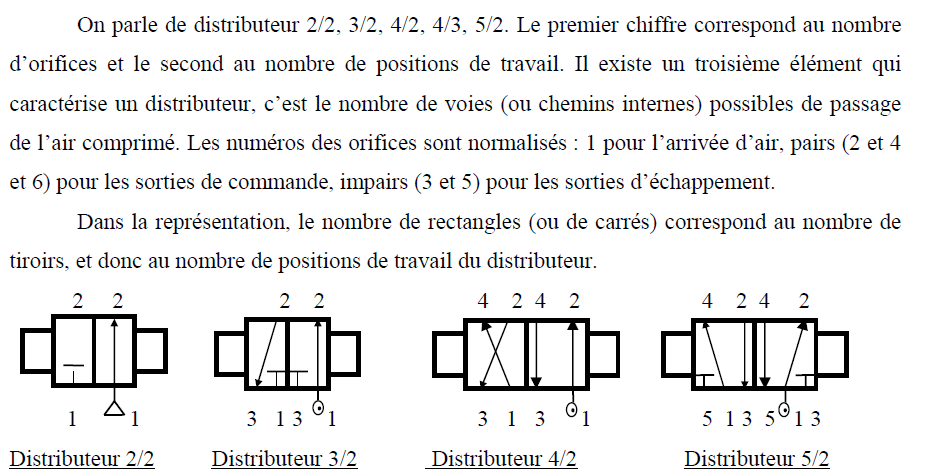 On parle de distributeur 2/2, 3/2, 4/2, 4/3, 5/2. Le premier chiffre correspond au nombre
d’orifices et le second au nombre de positions de travail. Il existe un troisième élément qui
caractérise un distributeur, c’est le nombre de voies (ou chemins internes) possibles de passage
de l’air comprimé. Les numéros des orifices sont normalisés : 1 pour l’arrivée d’air, pairs (2 et 4
et 6) pour les sorties de commande, impairs (3 et 5) pour les sorties d’échappement.
Dans la représentation, le nombre de rectangles (ou de carrés) correspond au nombre de
tiroirs, et donc au nombre de positions de travail du distributeur.
2 2 2 2 4 2 4 2 4 2 4 2
1 1 3 1 3 1 3 1 3 1 5 1 3 5 1 3
Distributeur 2/2 Distributeur 3/2 Distributeur 4/2 Distributeur 5/2